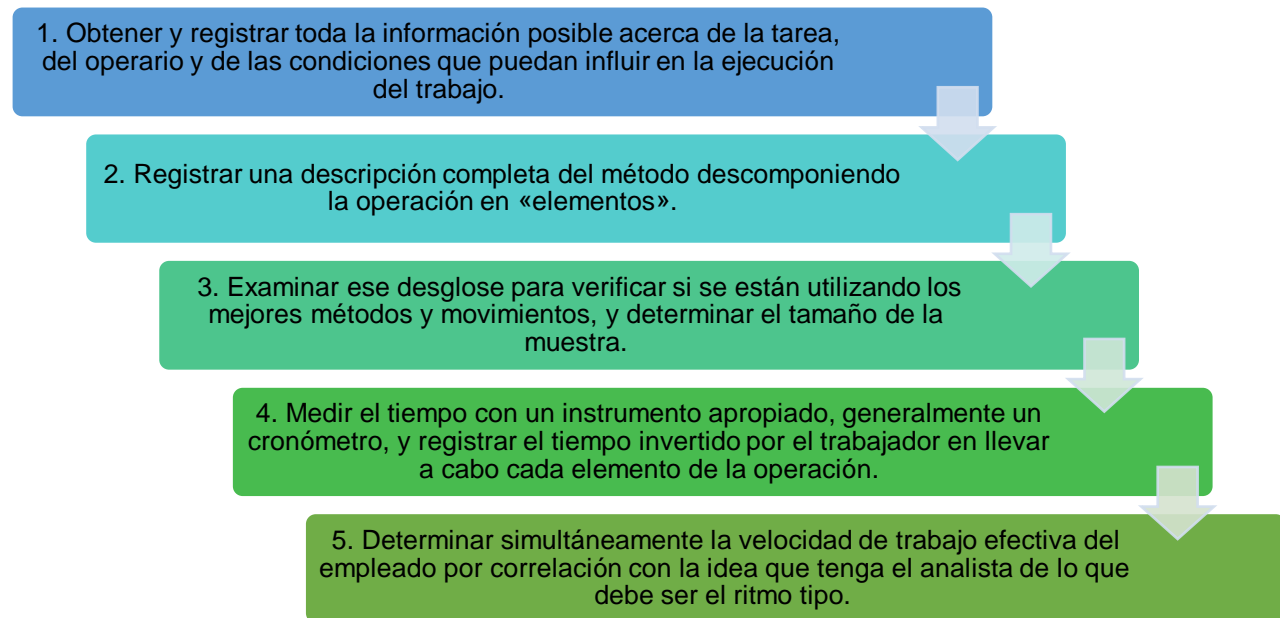 1. Obtener y registrar toda la información posible acerca de la tarea,
del operario y de las condiciones que puedan influir en la ejecución
del trabajo.
2. Registrar una descripción completa del método descomponiendo
la operación en «elementos».
3. Examinar ese desglose para verificar si se están utilizando los
mejores métodos y movimientos, y determinar el tamaño de la
muestra.
4. Medir el tiempo con un instrumento apropiado, generalmente un
cronómetro, y registrar el tiempo invertido por el trabajador en llevar
a cabo cada elemento de la operación.
5. Determinar simultáneamente la velocidad de trabajo efectiva del
empleado por correlación con la idea que tenga el analista de lo que
debe ser el ritmo tipo.